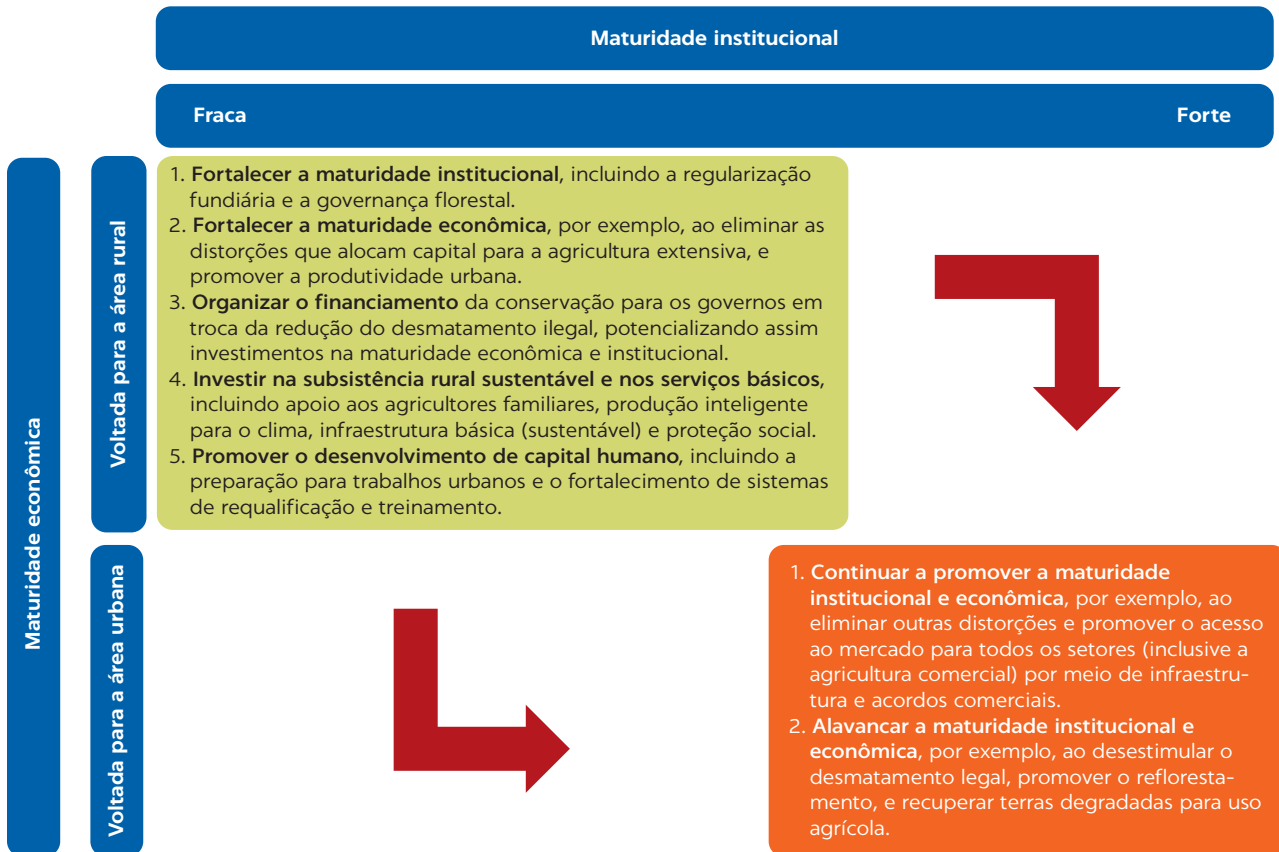 Maturidade institucional
Fraca
Forte
Maturidade econômica
Voltada para a área rural
1. Fortalecer a maturidade institucional, incluindo a regularização
fundiária e a governança florestal.
2. Fortalecer a maturidade econômica, por exemplo, ao eliminar as
distorções que alocam capital para a agricultura extensiva, e
promover a produtividade urbana.
3. Organizar o financiamento da conservação para os governos em
troca da redução do desmatamento ilegal, potencializando assim
investimentos na maturidade econômica e institucional.
4. Investir na subsistência rural sustentável e nos serviços básicos,
incluindo apoio aos agricultores familiares, produção inteligente
para o clima, infraestrutura básica (sustentável) e proteção social.
5. Promover o desenvolvimento de capital humano, incluindo a
preparação para trabalhos urbanos e o fortalecimento de sistemas
de requalificação e treinamento.
Voltada para a área urbana
1. Continuar a promover a maturidade
institucional e econômica, por exemplo, ao
eliminar outras distorções e promover o acesso
ao mercado para todos os setores (inclusive a
agricultura comercial) por meio de infraestru-
tura e acordos comerciais.
2. Alavancar a maturidade institucional e
econômica, por exemplo, ao desestimular o
desmatamento legal, promover o refloresta-
mento, e recuperar terras degradadas para uso
agrícola.